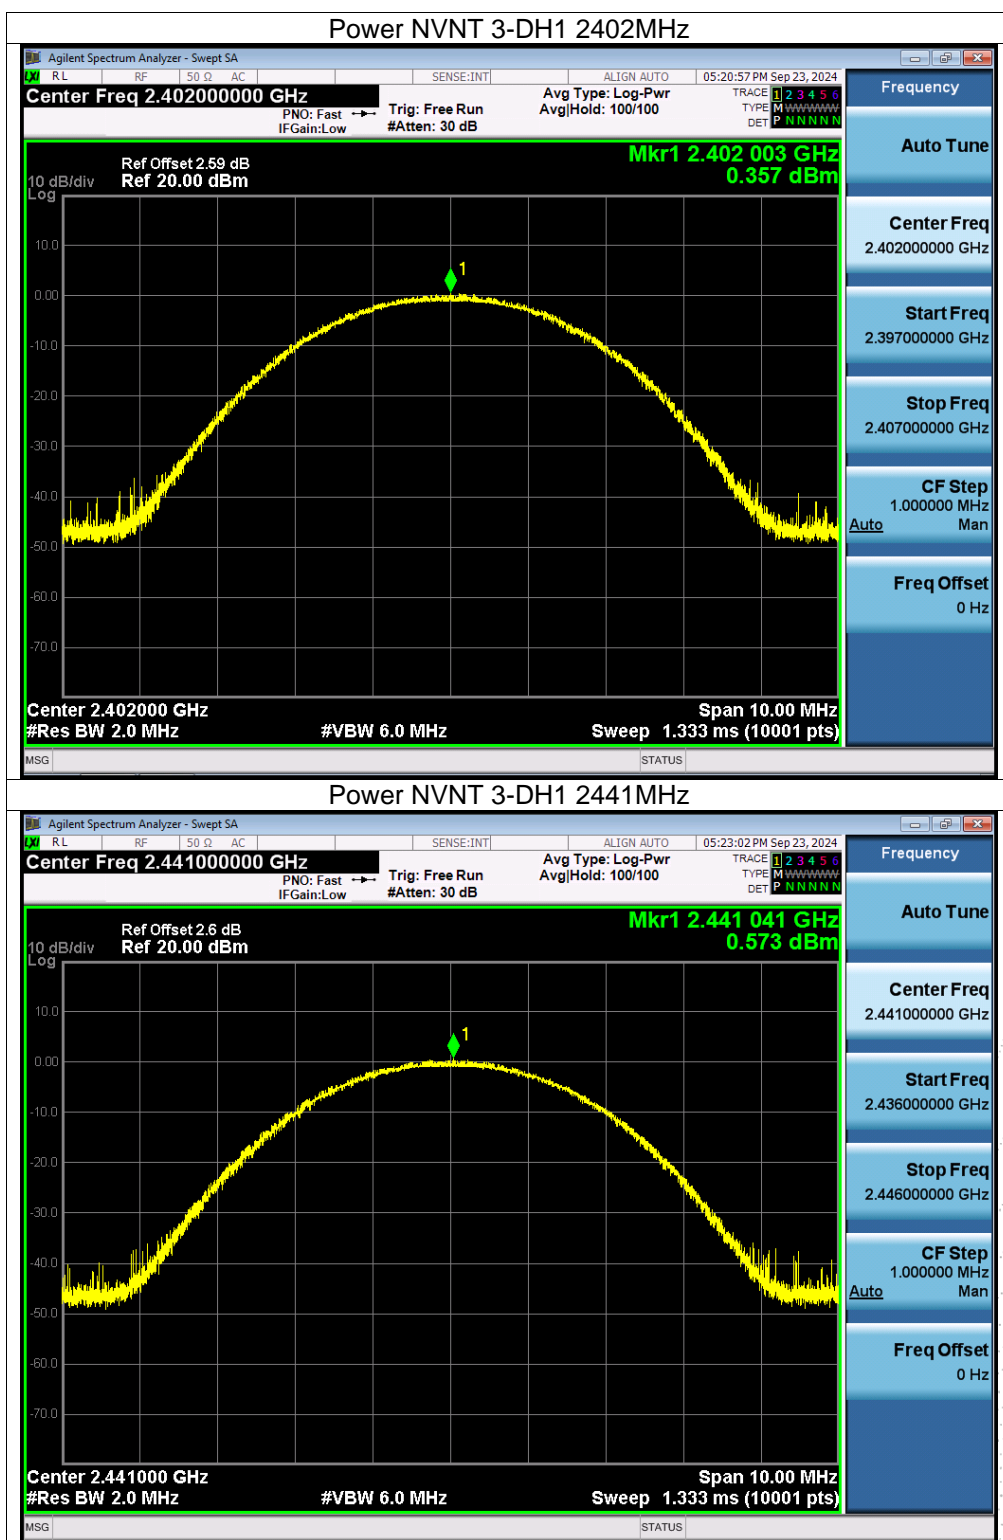 Power NVNT 3-DH1 2402MHz
Agilent Spectrum Analyzer - Swept SA
LXI RL RF 50 Ω AC SENSE:INT ALIGN AUTO 05:20:57 PM Sep 23, 2024
Center Freq 2.402000000 GHz
PNO: Fast
IFGain:Low
Trig: Free Run
#Atten: 30 dB
Avg Type: Log-Pwr
Avg|Hold: 100/100
TRACE 1 2 3 4 5 6
TYPE M WWWWW
DET P N N N N N
Ref Offset 2.59 dB
10 dB/div Ref 20.00 dBm
Log
Mkr1 2.402 003 GHz
0.357 dBm
1
10.0
0.00
-10.0
-20.0
-30.0
-40.0
-50.0
-60.0
-70.0
Center 2.402000 GHz Span 10.00 MHz
#Res BW 2.0 MHz #VBW 6.0 MHz Sweep 1.333 ms (10001 pts)
MSG STATUS
Frequency
Auto Tune
Center Freq
2.402000000 GHz
Start Freq
2.397000000 GHz
Stop Freq
2.407000000 GHz
CF Step
1.000000 MHz
Auto Man
Freq Offset
0 Hz
Power NVNT 3-DH1 2441MHz
Agilent Spectrum Analyzer - Swept SA
LXI RL RF 50 Ω AC SENSE:INT ALIGN AUTO 05:23:02 PM Sep 23, 2024
Center Freq 2.441000000 GHz
PNO: Fast
IFGain:Low
Trig: Free Run
#Atten: 30 dB
Avg Type: Log-Pwr
Avg|Hold: 100/100
TRACE 1 2 3 4 5 6
TYPE M WWWWW
DET P N N N N N
Ref Offset 2.6 dB
10 dB/div Ref 20.00 dBm
Log
Mkr1 2.441 041 GHz
0.573 dBm
1
10.0
0.00
-10.0
-20.0
-30.0
-40.0
-50.0
-60.0
-70.0
Center 2.441000 GHz Span 10.00 MHz
#Res BW 2.0 MHz #VBW 6.0 MHz Sweep 1.333 ms (10001 pts)
MSG STATUS
Frequency
Auto Tune
Center Freq
2.441000000 GHz
Start Freq
2.436000000 GHz
Stop Freq
2.446000000 GHz
CF Step
1.000000 MHz
Auto Man
Freq Offset
0 Hz